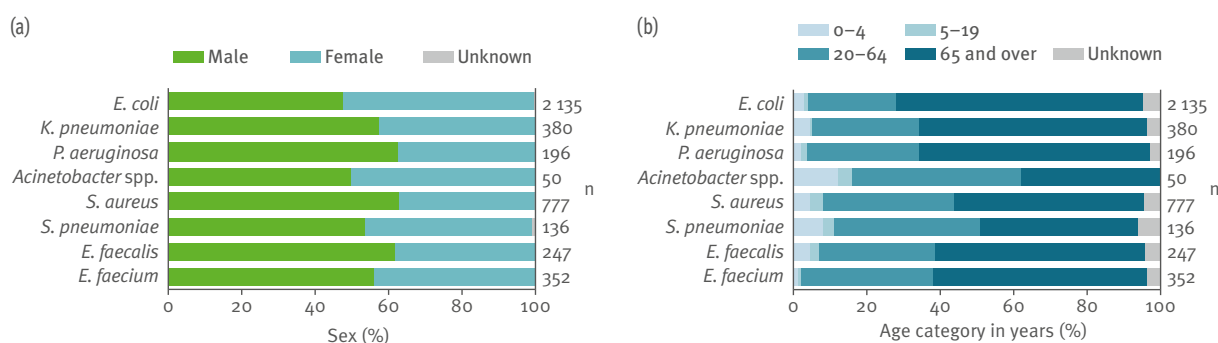 (a)
Male Female Unknown
E. coli 2 135
K. pneumoniae 380
P. aeruginosa 196
Acinetobacter spp. 50
S. aureus 777
S. pneumoniae 136
E. faecalis 247
E. faecium 352
n
0 20 40 60 80 100
Sex (%)
(b)
0–4 5–19
20–64 65 and over Unknown
E. coli 2 135
K. pneumoniae 380
P. aeruginosa 196
Acinetobacter spp. 50
S. aureus 777
S. pneumoniae 136
E. faecalis 247
E. faecium 352
n
0 20 40 60 80 100
Age category in years (%)